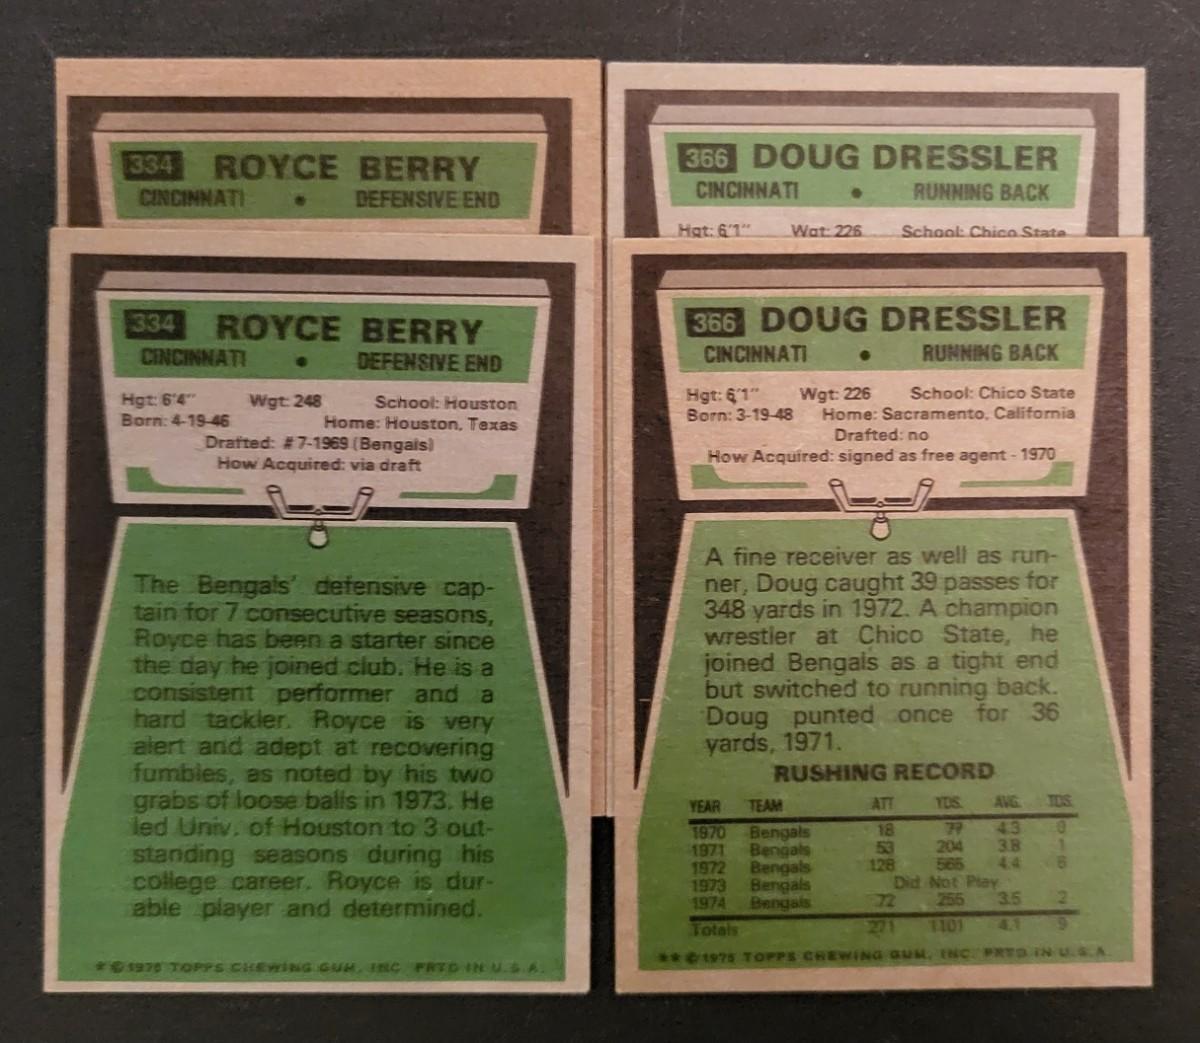 334 ROYCE BERRY
CINCINNATI • DEFENSIVE END
366 DOUG DRESSLER
CINCINNATI • RUNNING BACK
Hgt: 6'1" Wgt: 226 School: Chico State
334 ROYCE BERRY
CINCINNATI • DEFENSIVE END
Hgt: 6'4" Wgt: 248 School: Houston
Born: 4-19-46 Home: Houston, Texas
Drafted: #7-1969 (Bengals)
How Acquired: via draft
The Bengals' defensive cap-
tain for 7 consecutive seasons,
Royce has been a starter since
the day he joined club. He is a
consistent performer and a
hard tackler. Royce is very
alert and adept at recovering
fumbles, as noted by his two
grabs of loose balls in 1973. He
led Univ. of Houston to 3 out-
standing seasons during his
college career. Royce is dur-
able player and determined.
* © 1975 TOPPS CHEWING GUM, INC. PRTD IN U.S.A.
366 DOUG DRESSLER
CINCINNATI • RUNNING BACK
Hgt: 6'1" Wgt: 226 School: Chico State
Born: 3-19-48 Home: Sacramento, California
Drafted: no
How Acquired: signed as free agent - 1970
A fine receiver as well as run-
ner, Doug caught 39 passes for
348 yards in 1972. A champion
wrestler at Chico State, he
joined Bengals as a tight end
but switched to running back.
Doug punted once for 36
yards, 1971.
RUSHING RECORD
YEAR TEAM ATT YDS. AVG. TDS.
1970 Bengals 18 77 4.3 0
1971 Bengals 53 204 3.8 1
1972 Bengals 128 565 4.4 6
1973 Bengals Did Not Play
1974 Bengals 72 255 3.5 2
Totals 271 1101 4.1 9
** © 1975 TOPPS CHEWING GUM, INC. PRTD IN U.S.A.